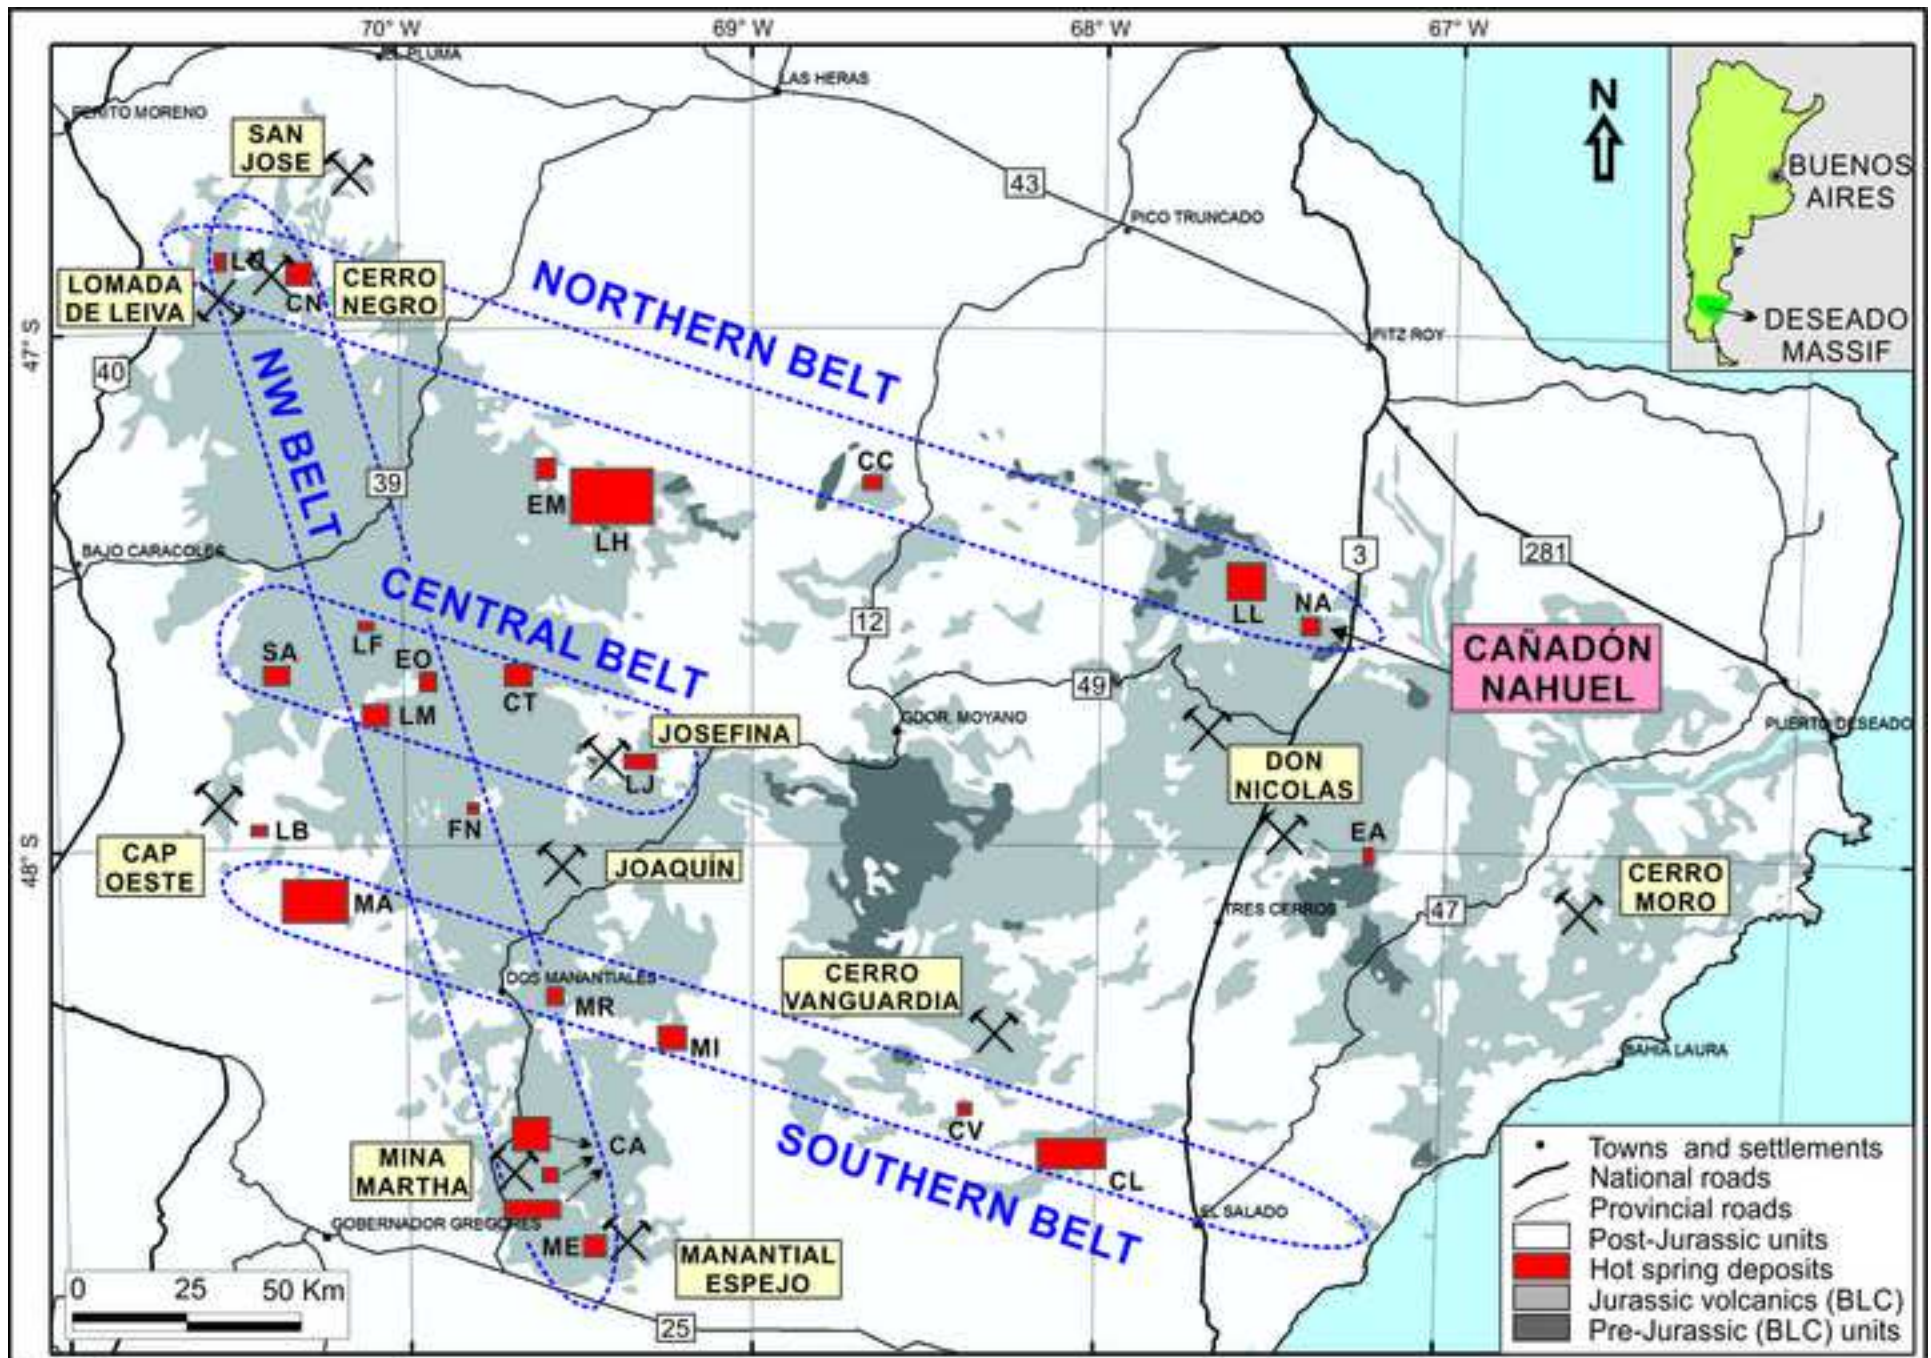 70° W
69° W
68° W
67° W
EL PLUMA
LAS HERAS
PERITO MORENO
N
SAN
JOSE
43
BUENOS
AIRES
PICO TRUNCADO
LOMADA
DE LEIVA
CN
CERRO
NEGRO
NORTHERN BELT
DESEADO
MASSIF
47° S
FITZ ROY
40
NW BELT
39
EM
LH
CC
BAJO CARACOLES
3
281
CENTRAL BELT
12
LL
NA
LF
SA
EO
LM
CT
CAÑADÓN
NAHUEL
49
GDOR. MOYANO
PUERTO DESEADO
JOSEFINA
LJ
DON
NICOLAS
FN
LB
CAP
OESTE
48° S
JOAQUÍN
EA
CERRO
MORO
MA
TRES CERROS
47
DOS MANANTIALES
MR
CERRO
VANGUARDIA
MI
BAHIA LAURA
CV
CL
SOUTHERN BELT
CA
MINA
MARTHA
GOBERNADOR GREGORES
EL SALADO
ME
MANANTIAL
ESPEJO
25
0 25 50 Km
Towns and settlements
National roads
Provincial roads
Post-Jurassic units
Hot spring deposits
Jurassic volcanics (BLC)
Pre-Jurassic (BLC) units